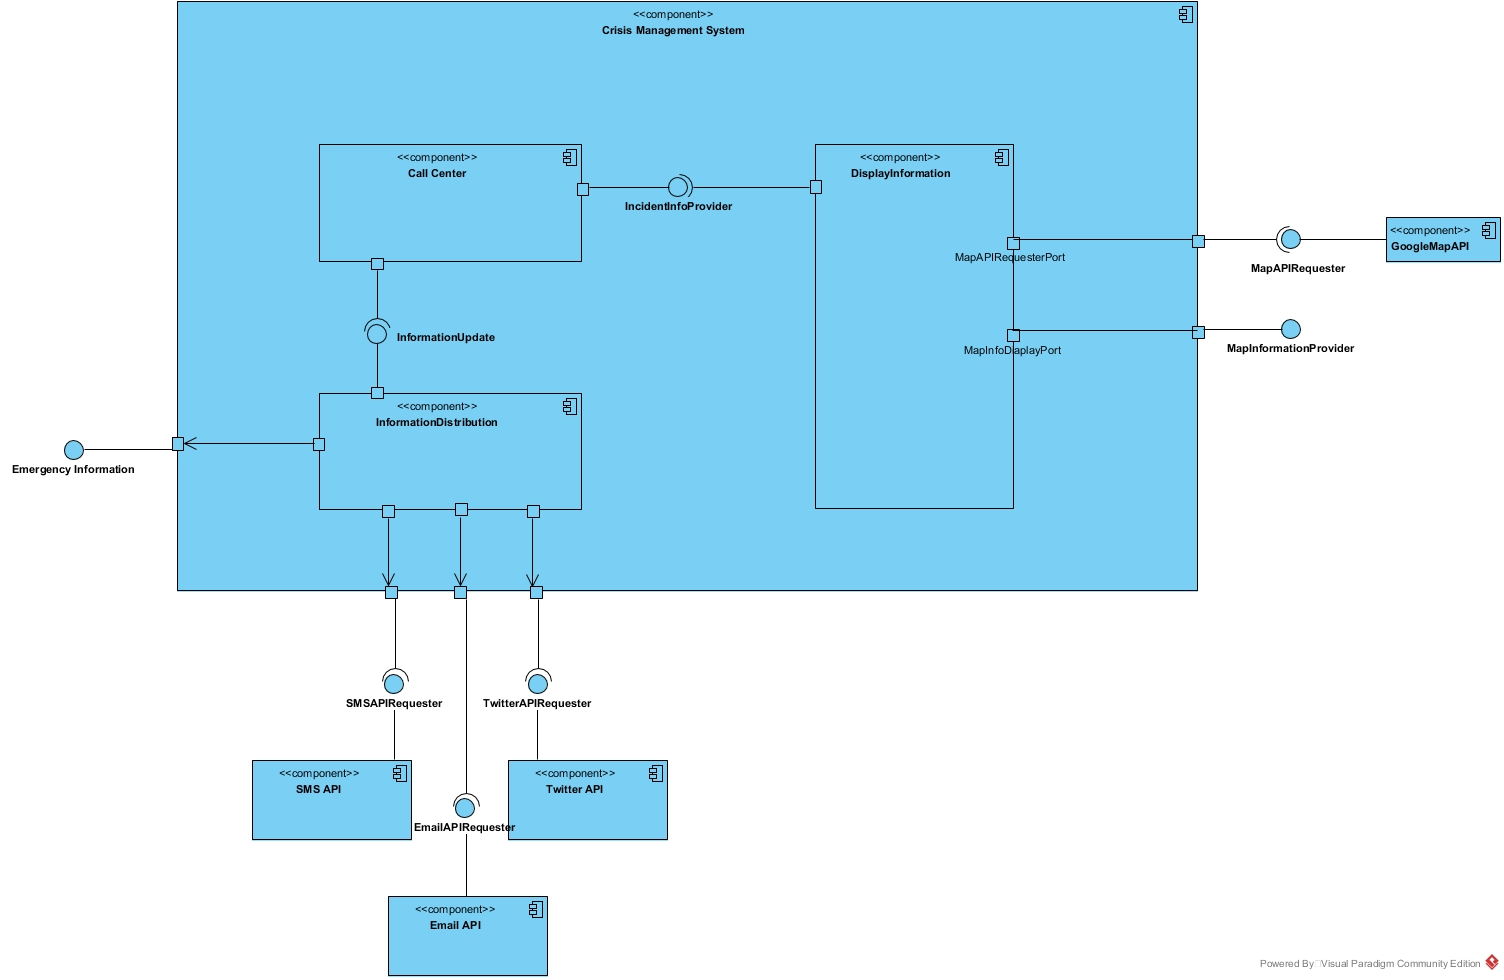 <<component>>
Crisis Management System
<<component>>
Call Center
<<component>>
DisplayInformation
IncidentInfoProvider
<<component>>
GoogleMapAPI
MapAPIRequesterPort
MapAPIRequester
InformationUpdate
MapInfoDiaplayPort
MapInformationProvider
<<component>>
InformationDistribution
Emergency Information
SMSAPIRequester
TwitterAPIRequester
<<component>>
SMS API
<<component>>
Twitter API
EmailAPIRequester
<<component>>
Email API
Powered By Visual Paradigm Community Edition